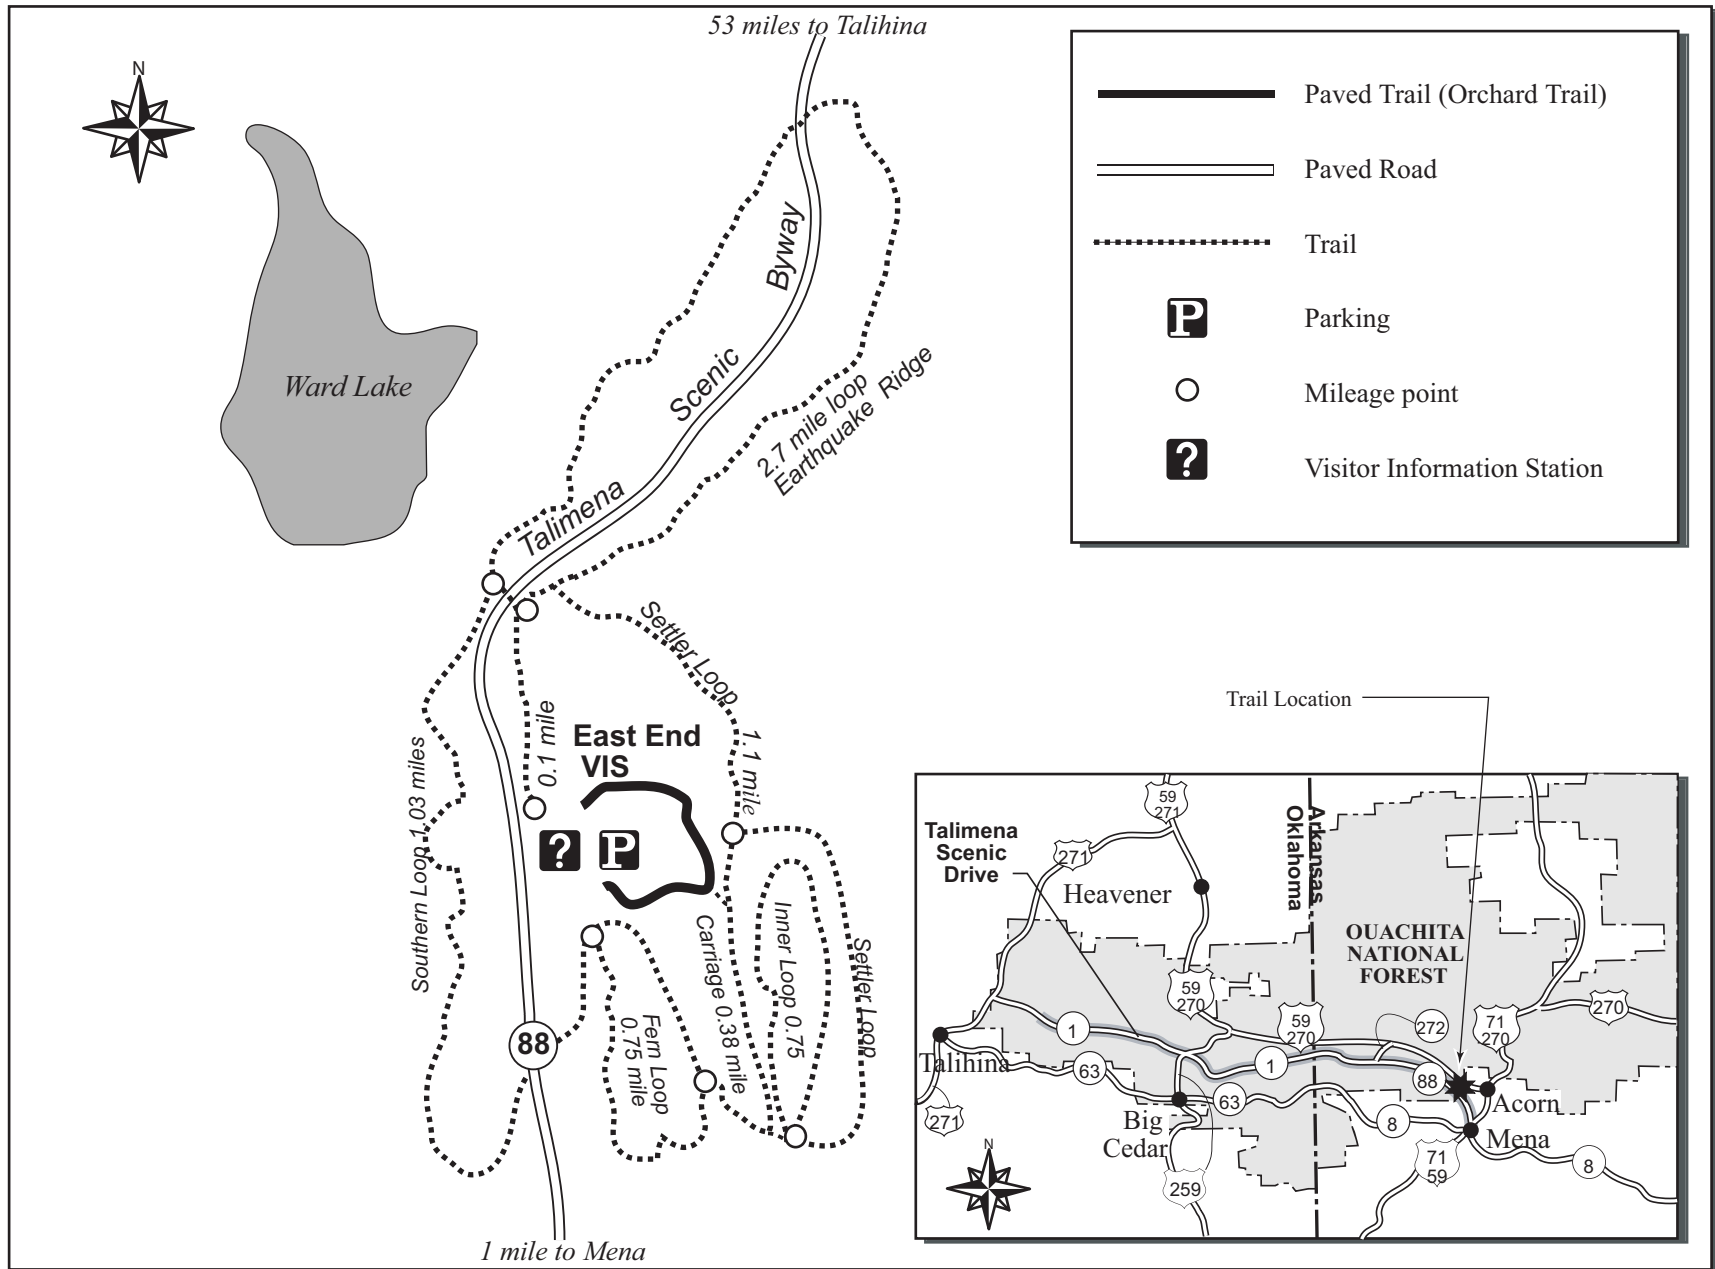 53 miles to Talihina
N
Ward Lake
Talimena Scenic Byway
2.7 mile loop
Earthquake Ridge
Settler Loop 1.1 mile
0.1 mile
East End
VIS
?
P
Southern Loop 1.03 miles
Carriage 0.38 mile
Inner Loop 0.75
Settler Loop
Fern Loop
0.75 mile
88
1 mile to Mena
Paved Trail (Orchard Trail)
Paved Road
Trail
P
Parking
Mileage point
?
Visitor Information Station
Trail Location
Talimena
Scenic
Drive
59
271
271
Heavener
Arkansas
Oklahoma
OUACHITA
NATIONAL
FOREST
59
270
59
270
272
71
270
270
1
1
Talihina
63
63
88
Acorn
271
Big
Cedar
8
Mena
71
59
8
259
N